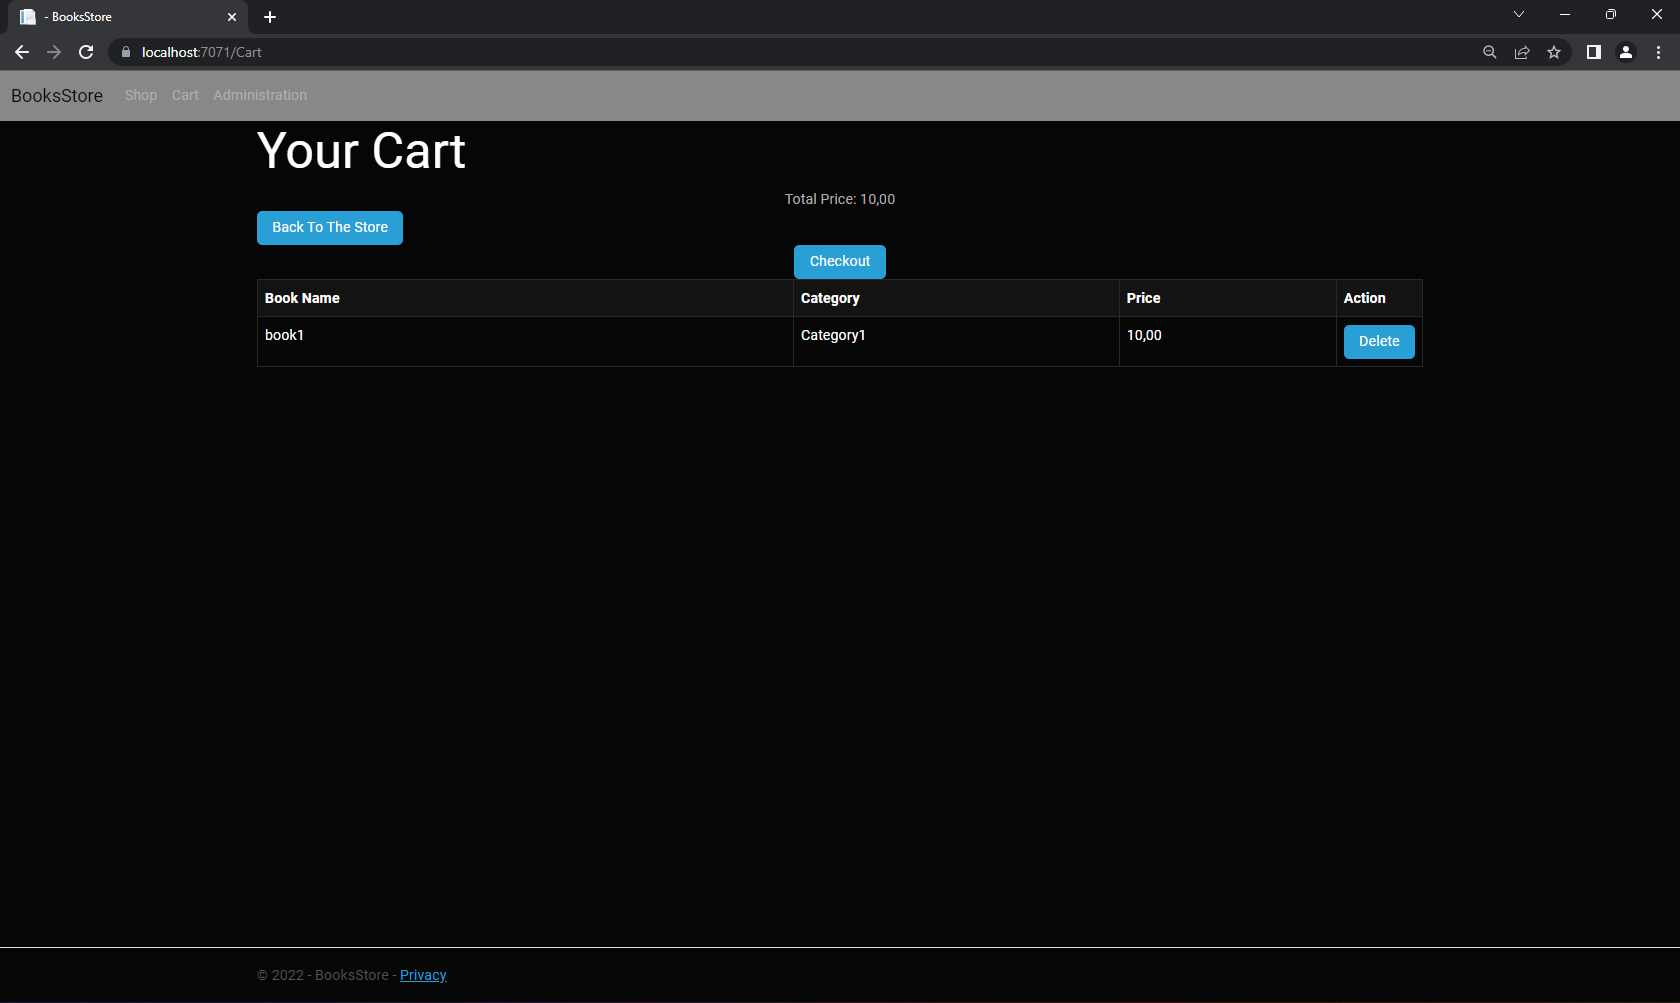 - BooksStore
localhost:7071/Cart
BooksStore Shop Cart Administration
Your Cart
Total Price: 10,00
Back To The Store
Checkout
Book Name Category Price Action
book1 Category1 10,00 Delete
© 2022 - BooksStore - Privacy